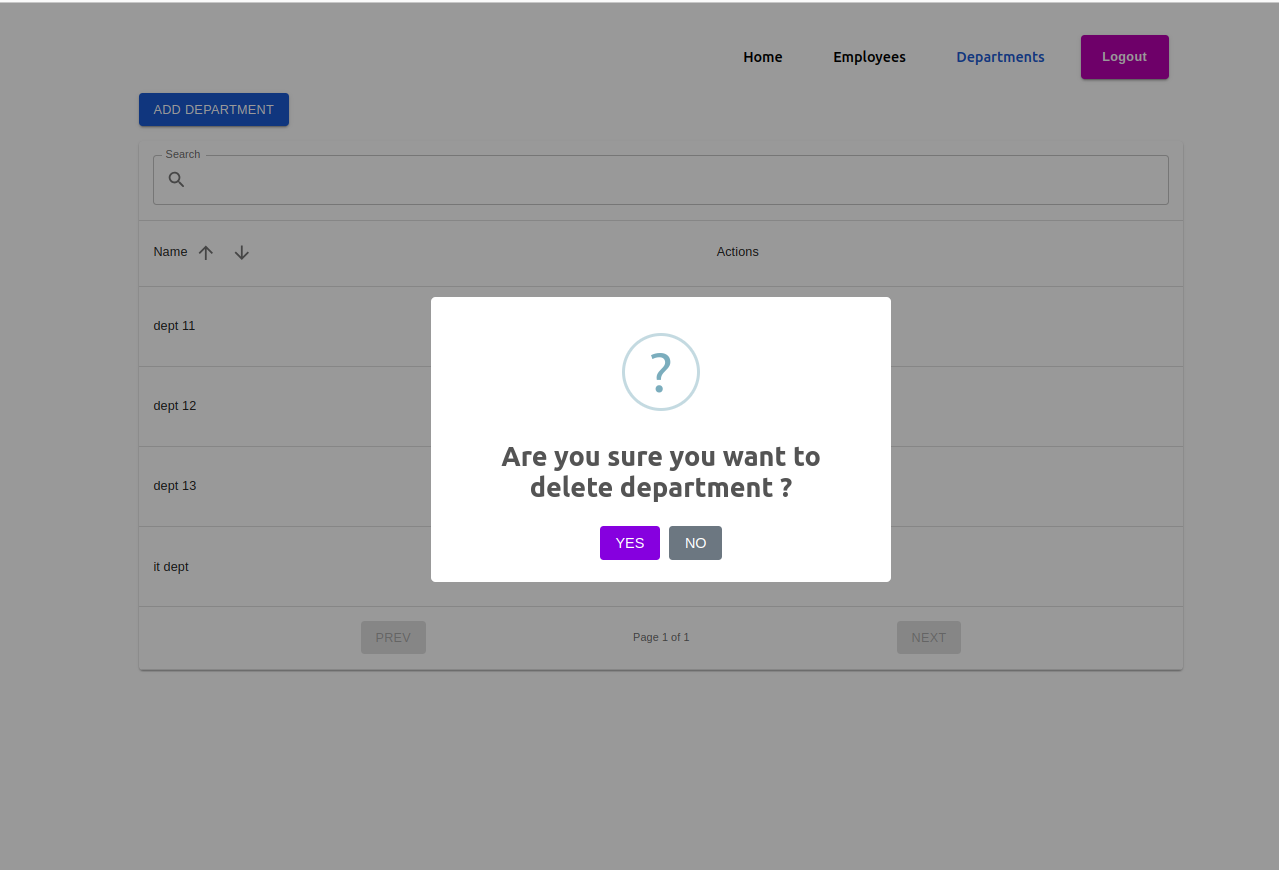 Home Employees Departments Logout
ADD DEPARTMENT
Search
Name Actions
dept 11
dept 12
dept 13
it dept
?
Are you sure you want to
delete department ?
YES NO
PREV Page 1 of 1 NEXT